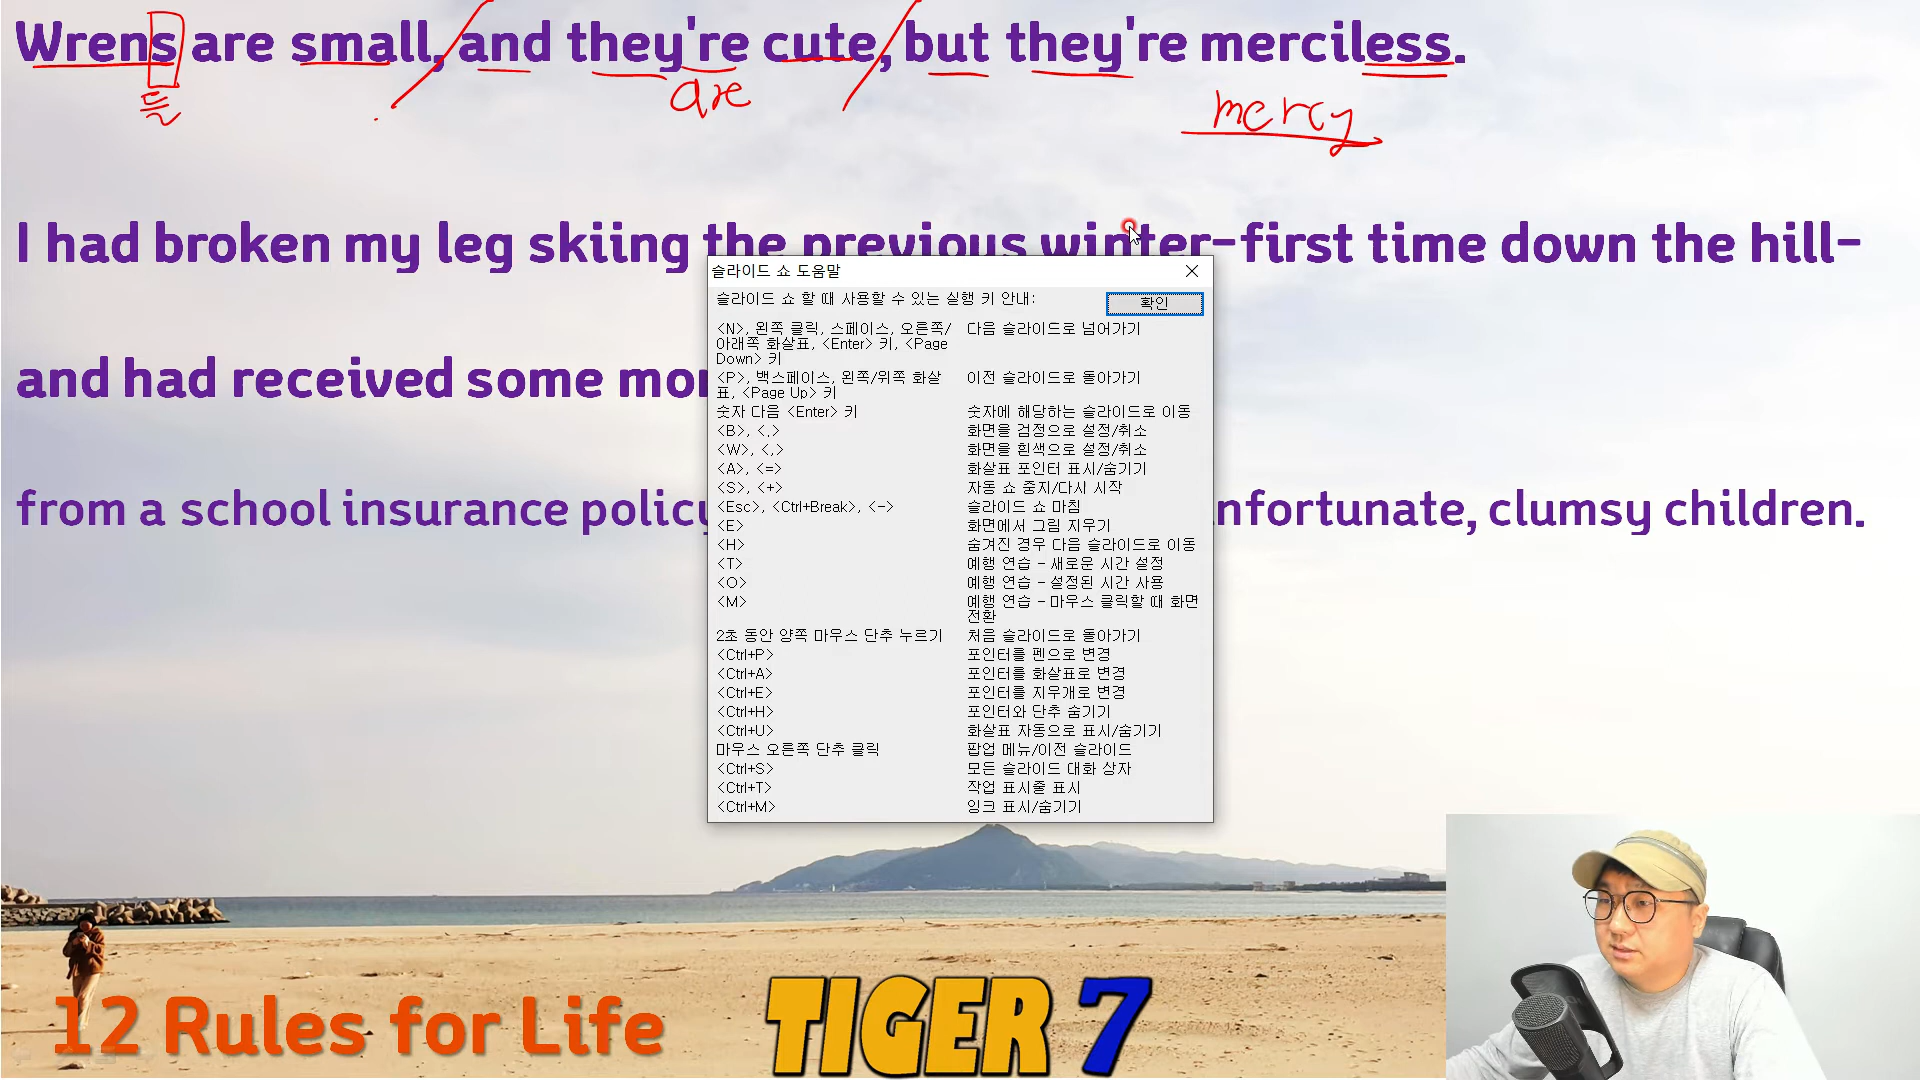 Wrens are small, and they're cute, but they're merciless.
들
are
mercy
I had broken my leg skiing the previous winter-first time down the hill-
and had received some mo
from a school insurance policy
nfortunate, clumsy children.
슬라이드 쇼 도움말
슬라이드 쇼 할 때 사용할 수 있는 실행 키 안내:
확인
<N>, 왼쪽 클릭, 스페이스, 오른쪽/아래쪽 화살표, <Enter> 키, <Page Down> 키 다음 슬라이드로 넘어가기
<P>, 백스페이스, 왼쪽/위쪽 화살표, <Page Up> 키 이전 슬라이드로 돌아가기
숫자 다음 <Enter> 키 숫자에 해당하는 슬라이드로 이동
<B>, <.> 화면을 검정으로 설정/취소
<W>, <,> 화면을 흰색으로 설정/취소
<A>, <=> 화살표 포인터 표시/숨기기
<S>, <+> 자동 쇼 중지/다시 시작
<Esc>, <Ctrl+Break>, <-> 슬라이드 쇼 마침
<E> 화면에서 그림 지우기
<H> 숨겨진 경우 다음 슬라이드로 이동
<T> 예행 연습 - 새로운 시간 설정
<O> 예행 연습 - 설정된 시간 사용
<M> 예행 연습 - 마우스 클릭할 때 화면 전환
2초 동안 양쪽 마우스 단추 누르기 처음 슬라이드로 돌아가기
<Ctrl+P> 포인터를 펜으로 변경
<Ctrl+A> 포인터를 화살표로 변경
<Ctrl+E> 포인터를 지우개로 변경
<Ctrl+H> 포인터와 단추 숨기기
<Ctrl+U> 화살표 자동으로 표시/숨기기
마우스 오른쪽 단추 클릭 팝업 메뉴/이전 슬라이드
<Ctrl+S> 모든 슬라이드 대화 상자
<Ctrl+T> 작업 표시줄 표시
<Ctrl+M> 잉크 표시/숨기기
12 Rules for Life
TIGER 7